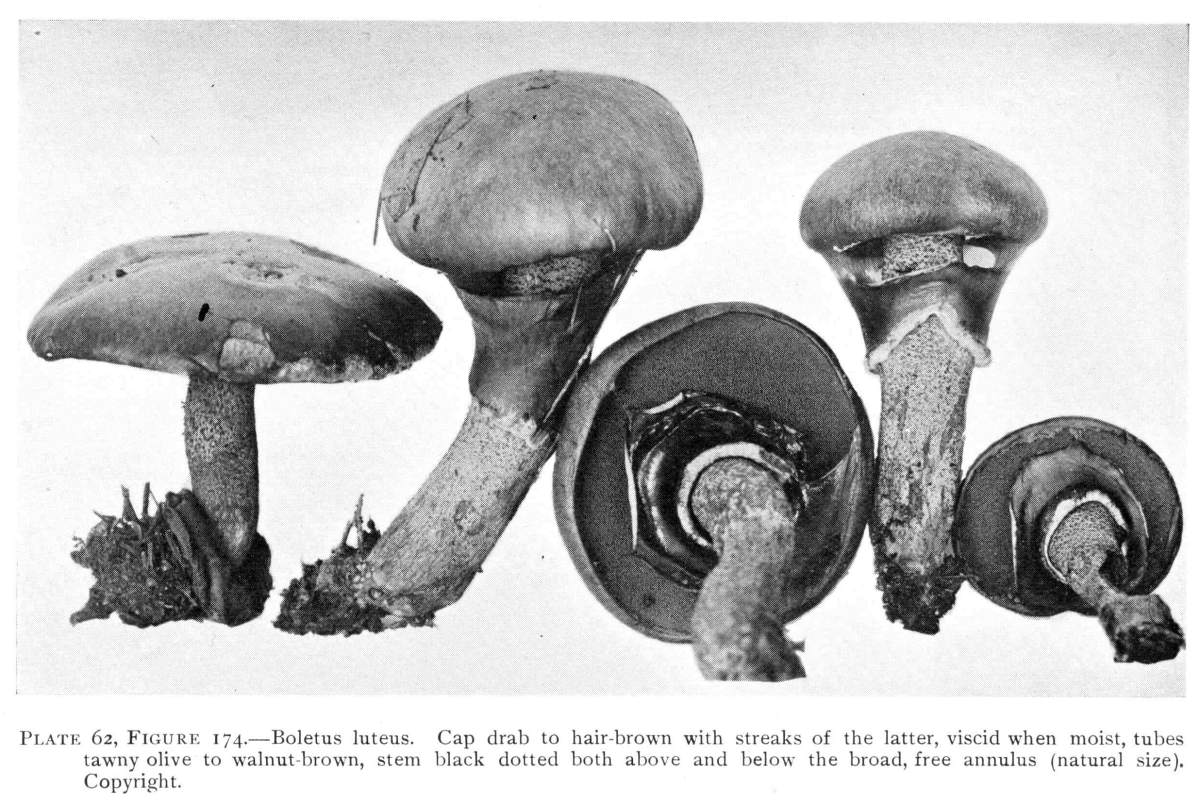 PLATE 62, FIGURE 174.—Boletus luteus. Cap drab to hair-brown with streaks of the latter, viscid when moist, tubes
tawny olive to walnut-brown, stem black dotted both above and below the broad, free annulus (natural size).
Copyright.